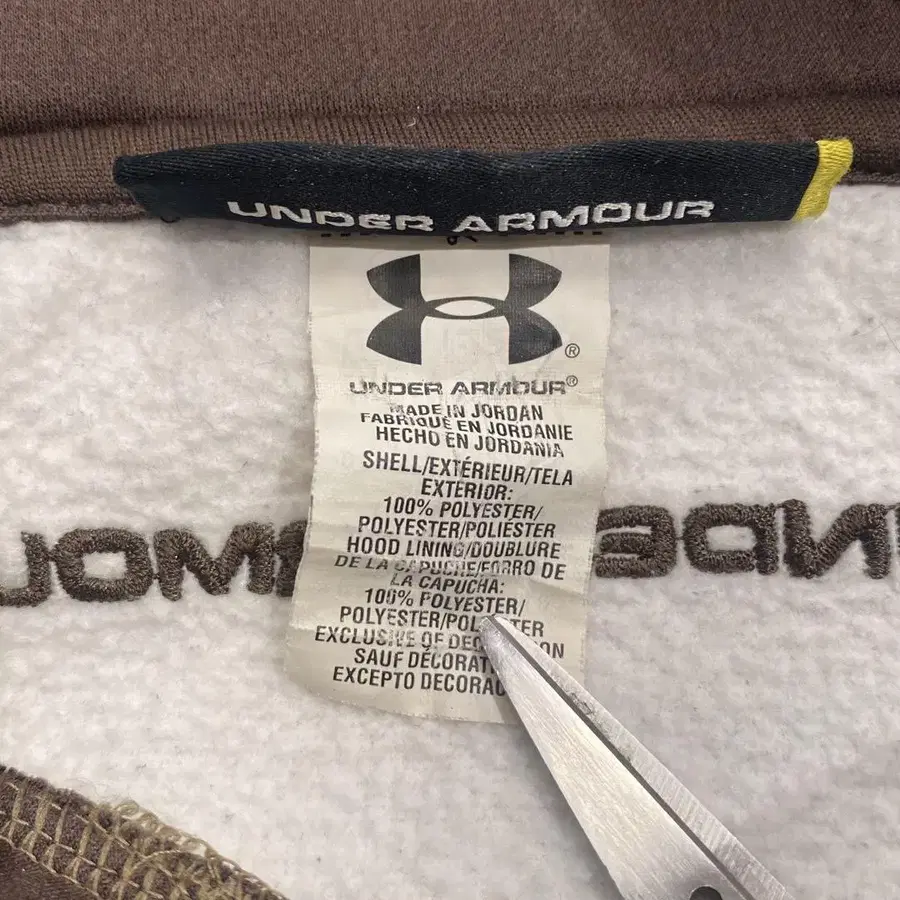 UNDER ARMOUR
®
UNDER ARMOUR®
MADE IN JORDAN
FABRIQUÉ EN JORDANIE
HECHO EN JORDANIA
SHELL/EXTÉRIEUR/TELA
EXTERIOR:
100% POLYESTER/
POLYESTER/POLIÉSTER
HOOD LINING/DOUBLURE
DE LA CAPUCHE/FORRO DE
LA CAPUCHA:
100% POLYESTER/
POLYESTER/
EXCLUSIVE OF
SAUF
EXCEPTO